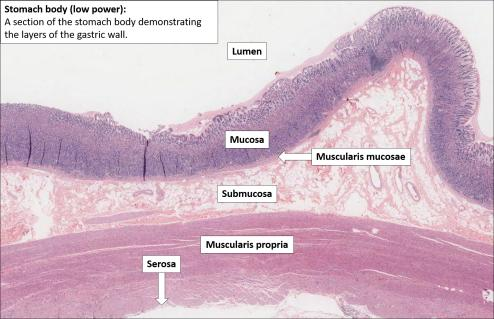 Stomach body (low power):
A section of the stomach body demonstrating
the layers of the gastric wall.
Lumen
Mucosa
Muscularis mucosae
Submucosa
Muscularis propria
Serosa